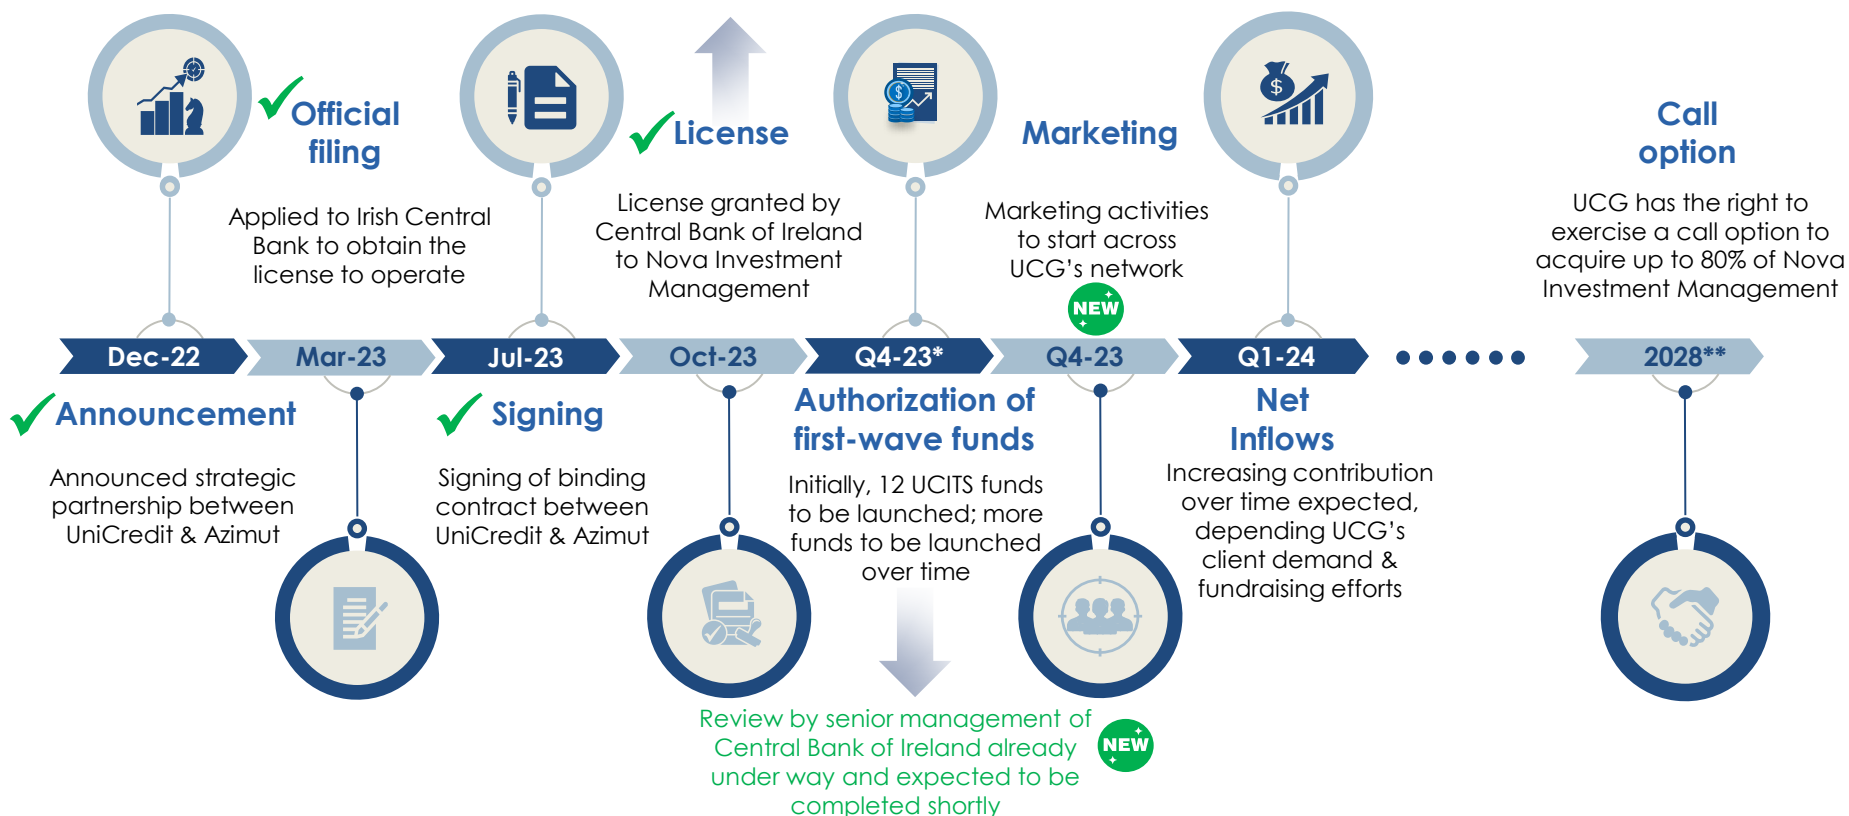 Official
filing
Applied to Irish Central
Bank to obtain the
license to operate
License
License granted by
Central Bank of Ireland
to Nova Investment
Management
Marketing
Marketing activities
to start across
UCG's network
NEW
Call
option
UCG has the right to
exercise a call option to
acquire up to 80% of Nova
Investment Management
Dec-22
Mar-23
Jul-23
Oct-23
Q4-23*
Q4-23
Q1-24
2028**
Announcement
Announced strategic
partnership between
UniCredit & Azimut
Signing
Signing of binding
contract between
UniCredit & Azimut
Authorization of
first-wave funds
Initially, 12 UCITS funds
to be launched; more
funds to be launched
over time
Net
Inflows
Increasing contribution
over time expected,
depending UCG's
client demand &
fundraising efforts
Review by senior management of
Central Bank of Ireland already
under way and expected to be
completed shortly
NEW